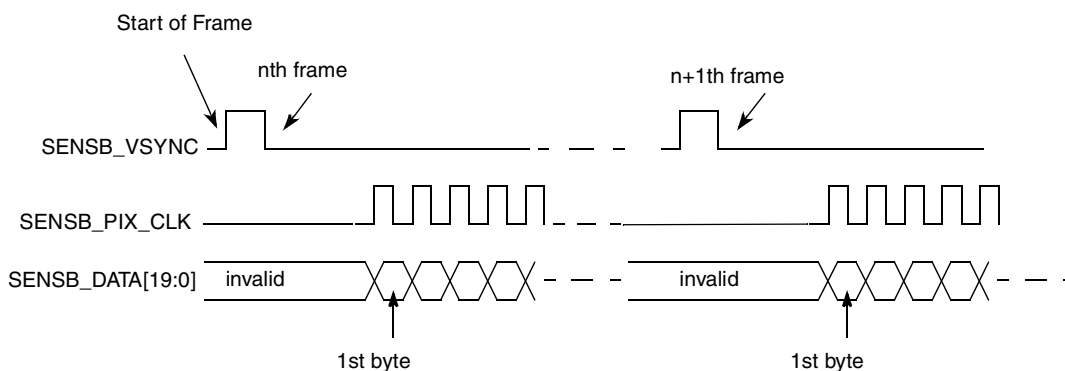 Start of Frame
nth frame
n+1th frame
SENSB_VSYNC
SENSB_PIX_CLK
SENSB_DATA[19:0]
invalid
invalid
1st byte
1st byte